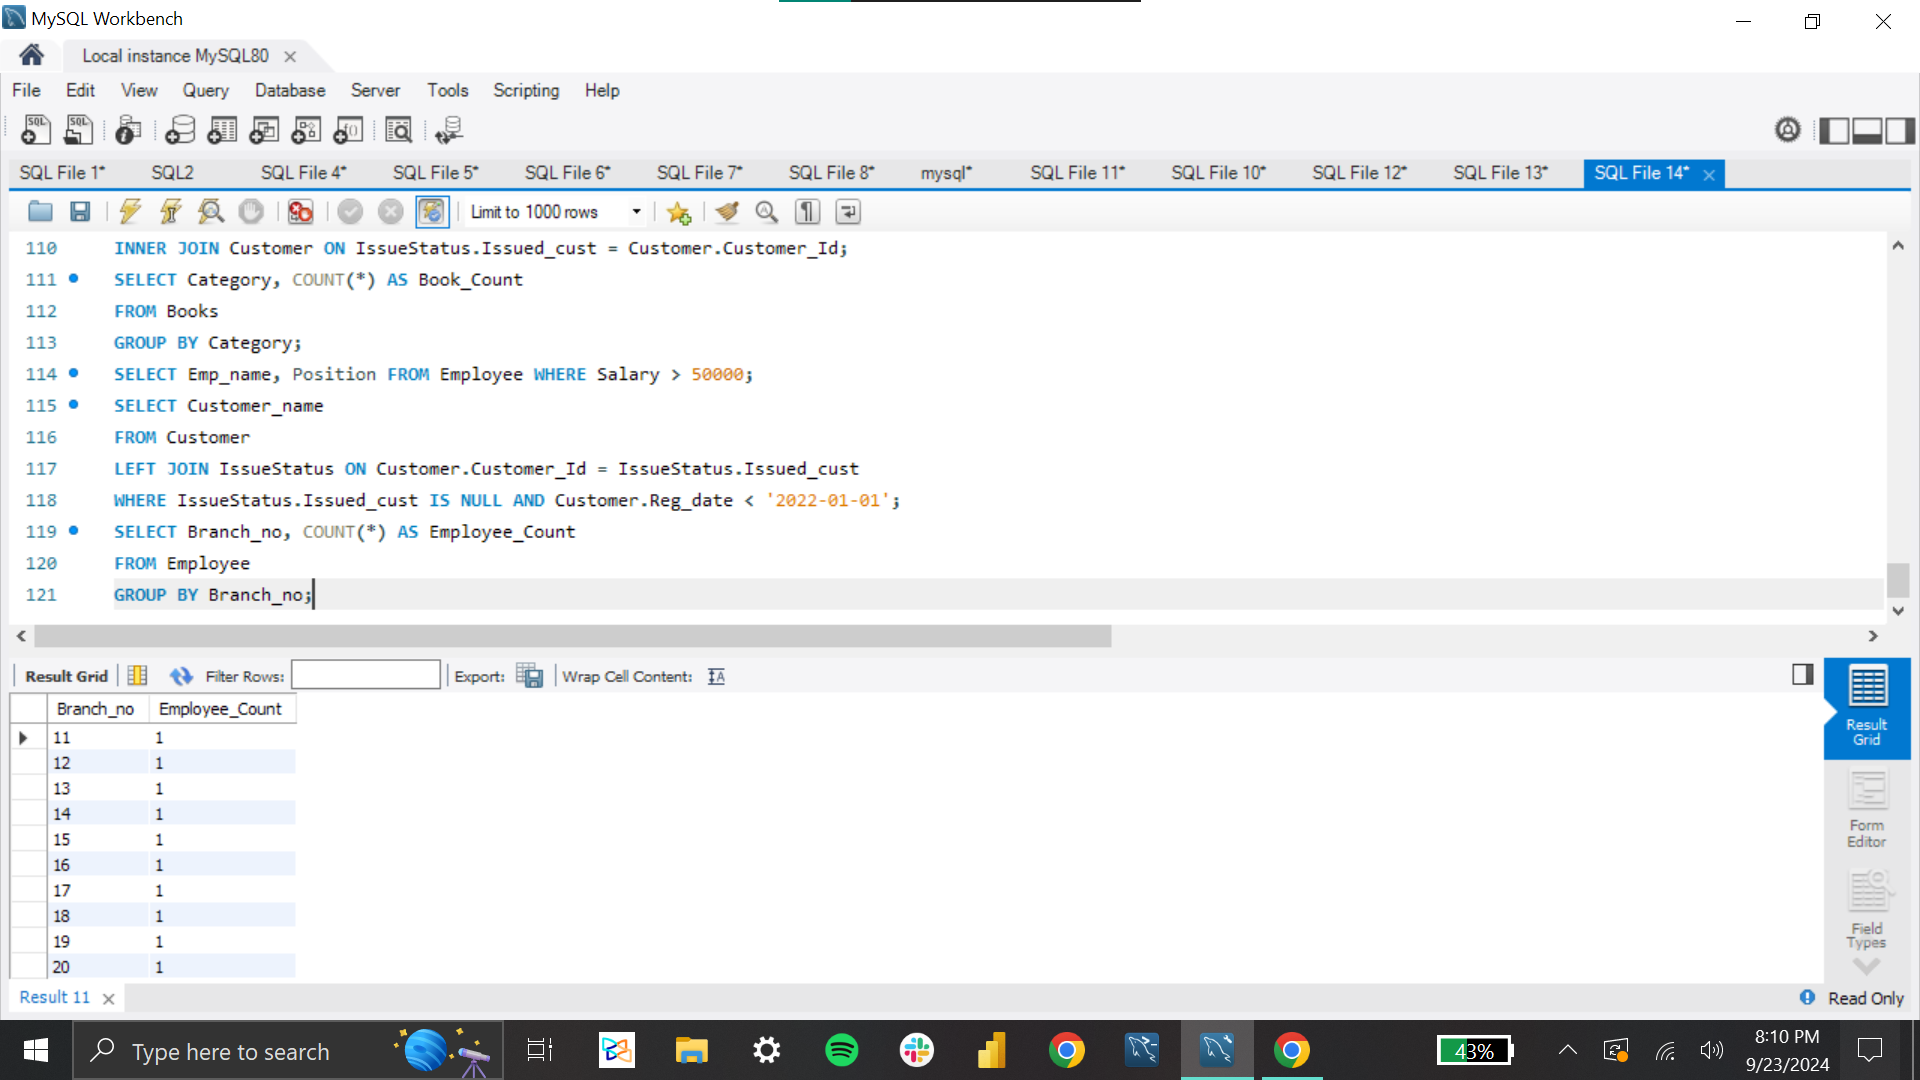 MySQL Workbench
Local instance MySQL80
File Edit View Query Database Server Tools Scripting Help
SQL File 1* SQL2 SQL File 4* SQL File 5* SQL File 6* SQL File 7* SQL File 8* mysql* SQL File 11* SQL File 10* SQL File 12* SQL File 13* SQL File 14*
Limit to 1000 rows
110 INNER JOIN Customer ON IssueStatus.Issued_cust = Customer.Customer_Id;
111 SELECT Category, COUNT(*) AS Book_Count
112 FROM Books
113 GROUP BY Category;
114 SELECT Emp_name, Position FROM Employee WHERE Salary > 50000;
115 SELECT Customer_name
116 FROM Customer
117 LEFT JOIN IssueStatus ON Customer.Customer_Id = IssueStatus.Issued_cust
118 WHERE IssueStatus.Issued_cust IS NULL AND Customer.Reg_date < '2022-01-01';
119 SELECT Branch_no, COUNT(*) AS Employee_Count
120 FROM Employee
121 GROUP BY Branch_no;
Result Grid Filter Rows: Export: Wrap Cell Content:
Branch_no Employee_Count
11 1
12 1
13 1
14 1
15 1
16 1
17 1
18 1
19 1
20 1
Result Grid
Form Editor
Field Types
Result 11
Read Only
Type here to search
43%
8:10 PM
9/23/2024